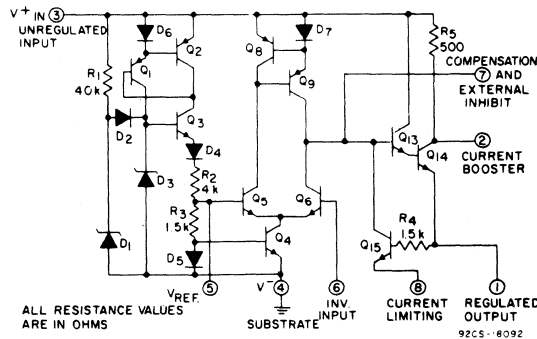 V+ IN ③
UNREGULATED
INPUT
D6
Q2
Q1
R1
40k
D2
Q3
D4
R2
4k
D3
R3
1.5k
D1
D5
VREF.
⑤
V- ④
SUBSTRATE
Q8
D7
Q9
Q5
Q6
Q4
⑥
INV.
INPUT
R5
500
COMPENSATION
⑦ AND
EXTERNAL
INHIBIT
Q13
Q14
②
CURRENT
BOOSTER
R4
1.5k
Q15
⑧
CURRENT
LIMITING
①
REGULATED
OUTPUT
ALL RESISTANCE VALUES
ARE IN OHMS
92CS-18092